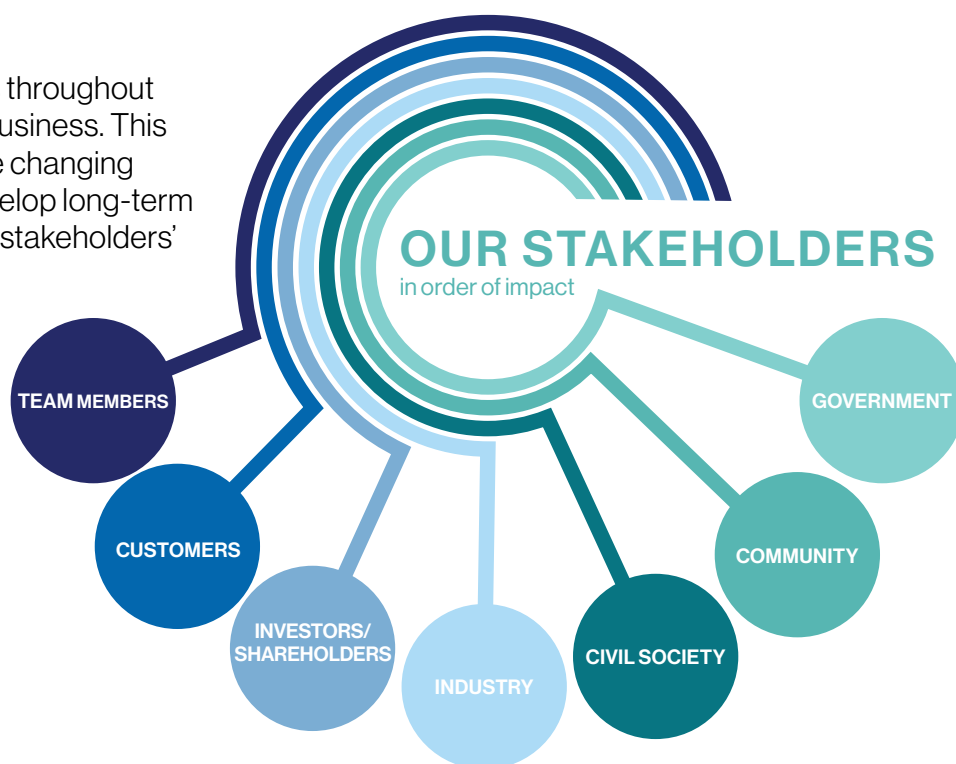 throughout
usiness. This
e changing
elop long-term
stakeholders’
OUR STAKEHOLDERS
in order of impact
TEAM MEMBERS
GOVERNMENT
CUSTOMERS
COMMUNITY
INVESTORS/
SHAREHOLDERS
CIVIL SOCIETY
INDUSTRY